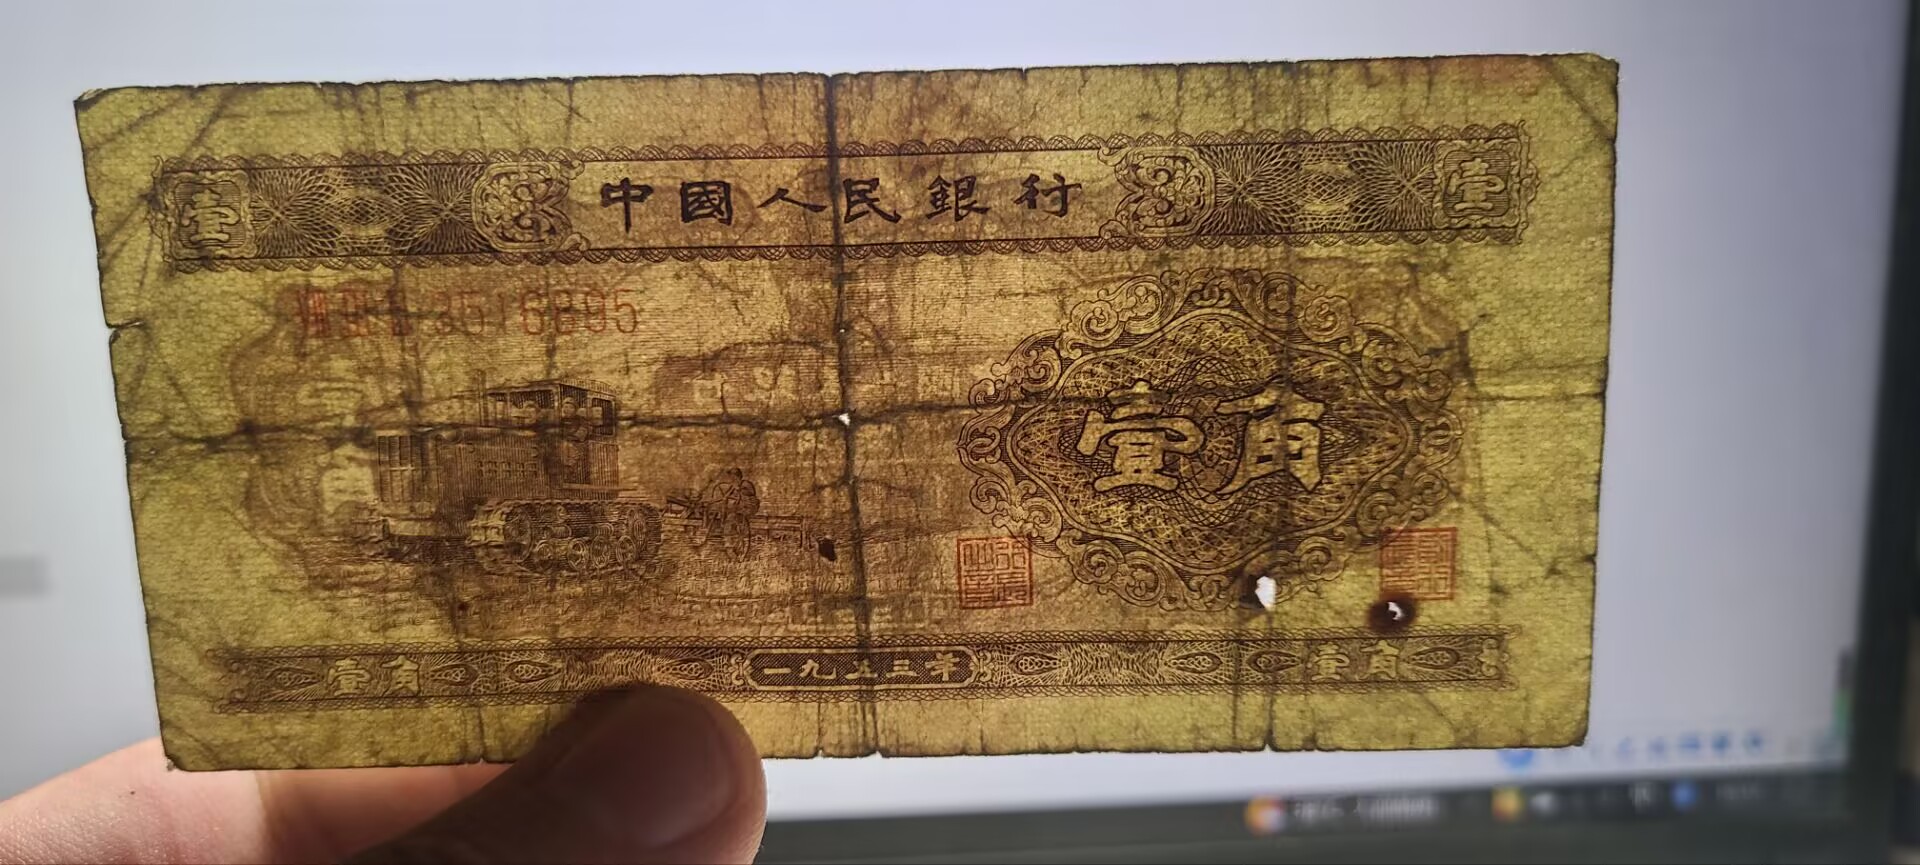 壹 中國人民銀行 壹
3516895
壹角
壹角 一九五三年 壹角